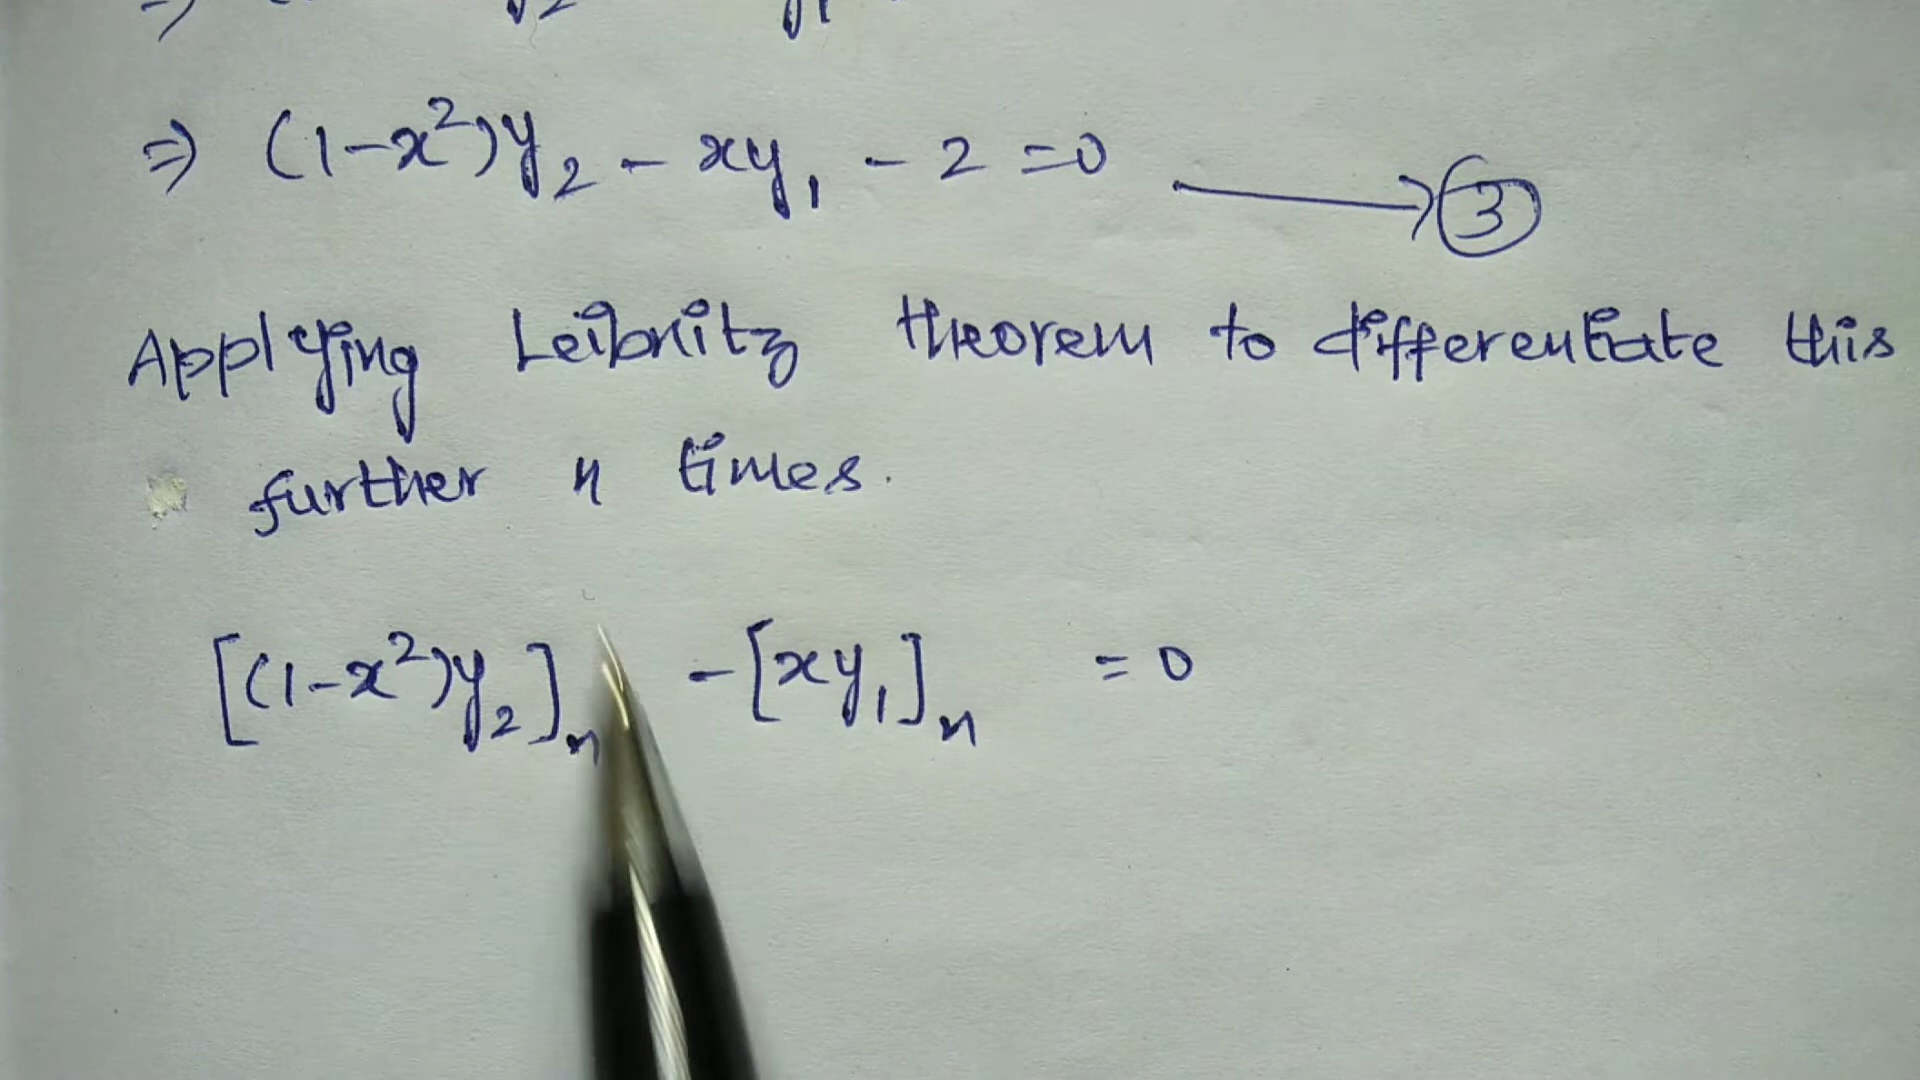 ⇒ (1-x²)y₂ - xy₁ - 2 = 0 ⟶ ③
Applying Leibnitz theorem to differentiate this
further n times.
[(1-x²)y₂]ₙ - [xy₁]ₙ = 0